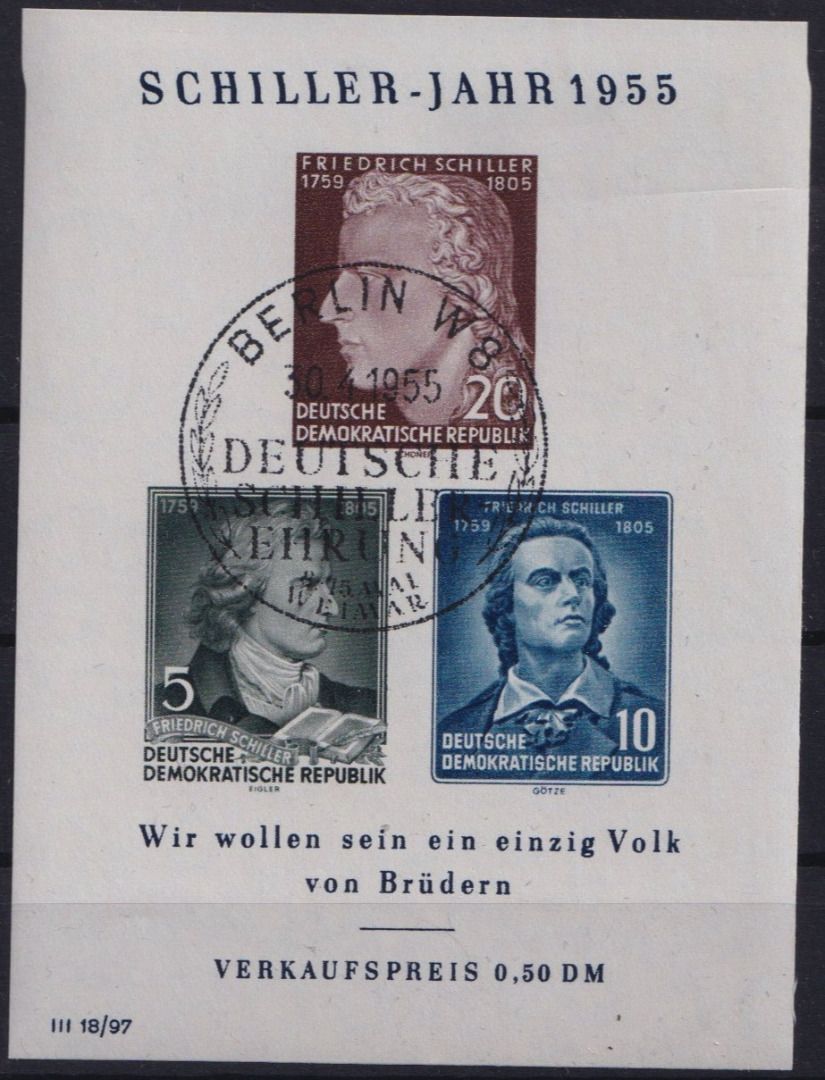 SCHILLER-JAHR 1955
FRIEDRICH SCHILLER
1759 1805
20
DEUTSCHE
DEMOKRATISCHE REPUBLIK
BERLIN W8
30.4.1955
DEUTSCHE
SCHILLER
EHRUNG
MAI
WEIMAR
1759 1805
5
FRIEDRICH SCHILLER
DEUTSCHE
DEMOKRATISCHE REPUBLIK
EIGLER
FRIEDRICH SCHILLER
1759 1805
10
DEUTSCHE
DEMOKRATISCHE REPUBLIK
GÖTZE
Wir wollen sein ein einzig Volk
von Brüdern
VERKAUFSPREIS 0,50 DM
III 18/97